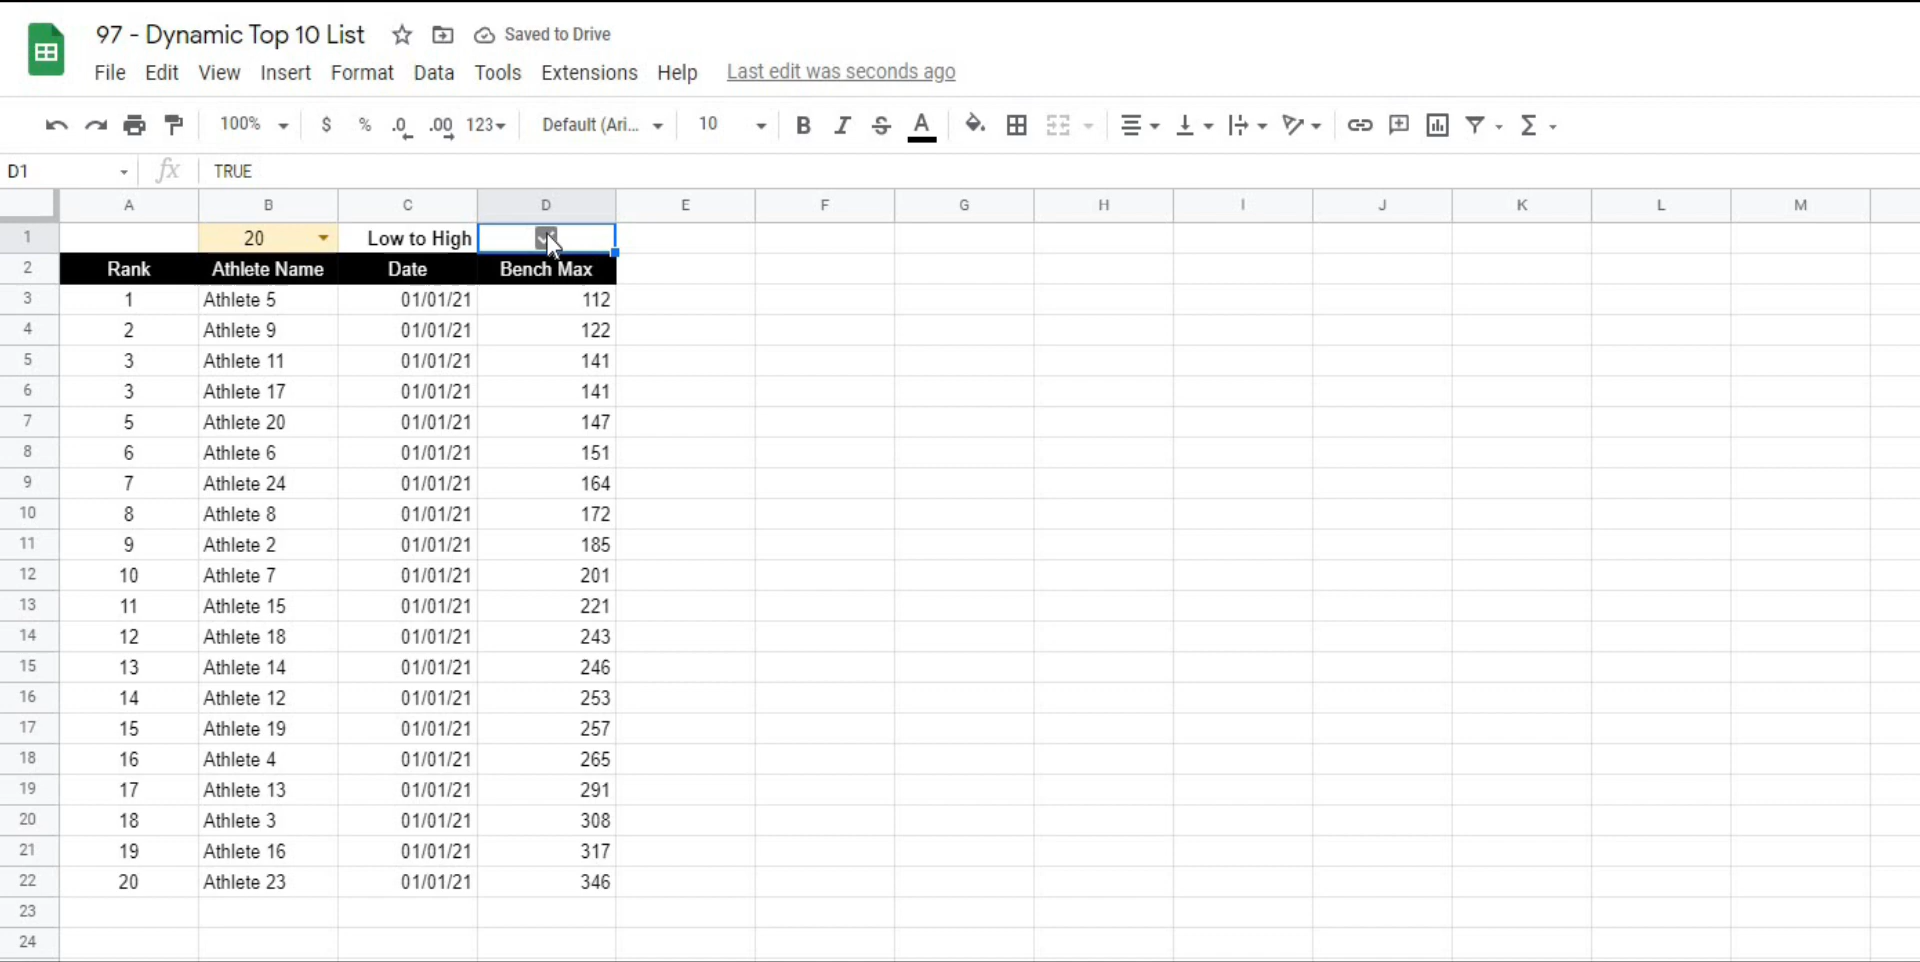 97 - Dynamic Top 10 List Saved to Drive
File Edit View Insert Format Data Tools Extensions Help Last edit was seconds ago
100% $ % .0 .00 123 Default (Ari... 10 B I S A Σ
D1 fx TRUE
A B C D E F G H I J K L M
1 20 Low to High
2 Rank Athlete Name Date Bench Max
3 1 Athlete 5 01/01/21 112
4 2 Athlete 9 01/01/21 122
5 3 Athlete 11 01/01/21 141
6 3 Athlete 17 01/01/21 141
7 5 Athlete 20 01/01/21 147
8 6 Athlete 6 01/01/21 151
9 7 Athlete 24 01/01/21 164
10 8 Athlete 8 01/01/21 172
11 9 Athlete 2 01/01/21 185
12 10 Athlete 7 01/01/21 201
13 11 Athlete 15 01/01/21 221
14 12 Athlete 18 01/01/21 243
15 13 Athlete 14 01/01/21 246
16 14 Athlete 12 01/01/21 253
17 15 Athlete 19 01/01/21 257
18 16 Athlete 4 01/01/21 265
19 17 Athlete 13 01/01/21 291
20 18 Athlete 3 01/01/21 308
21 19 Athlete 16 01/01/21 317
22 20 Athlete 23 01/01/21 346
23
24